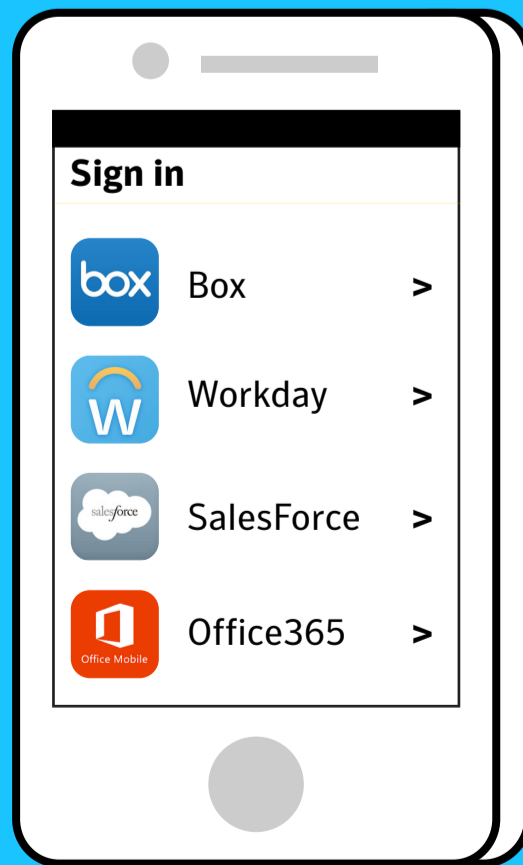 Sign in
box Box >
W Workday >
salesforce SalesForce >
Office Mobile Office365 >